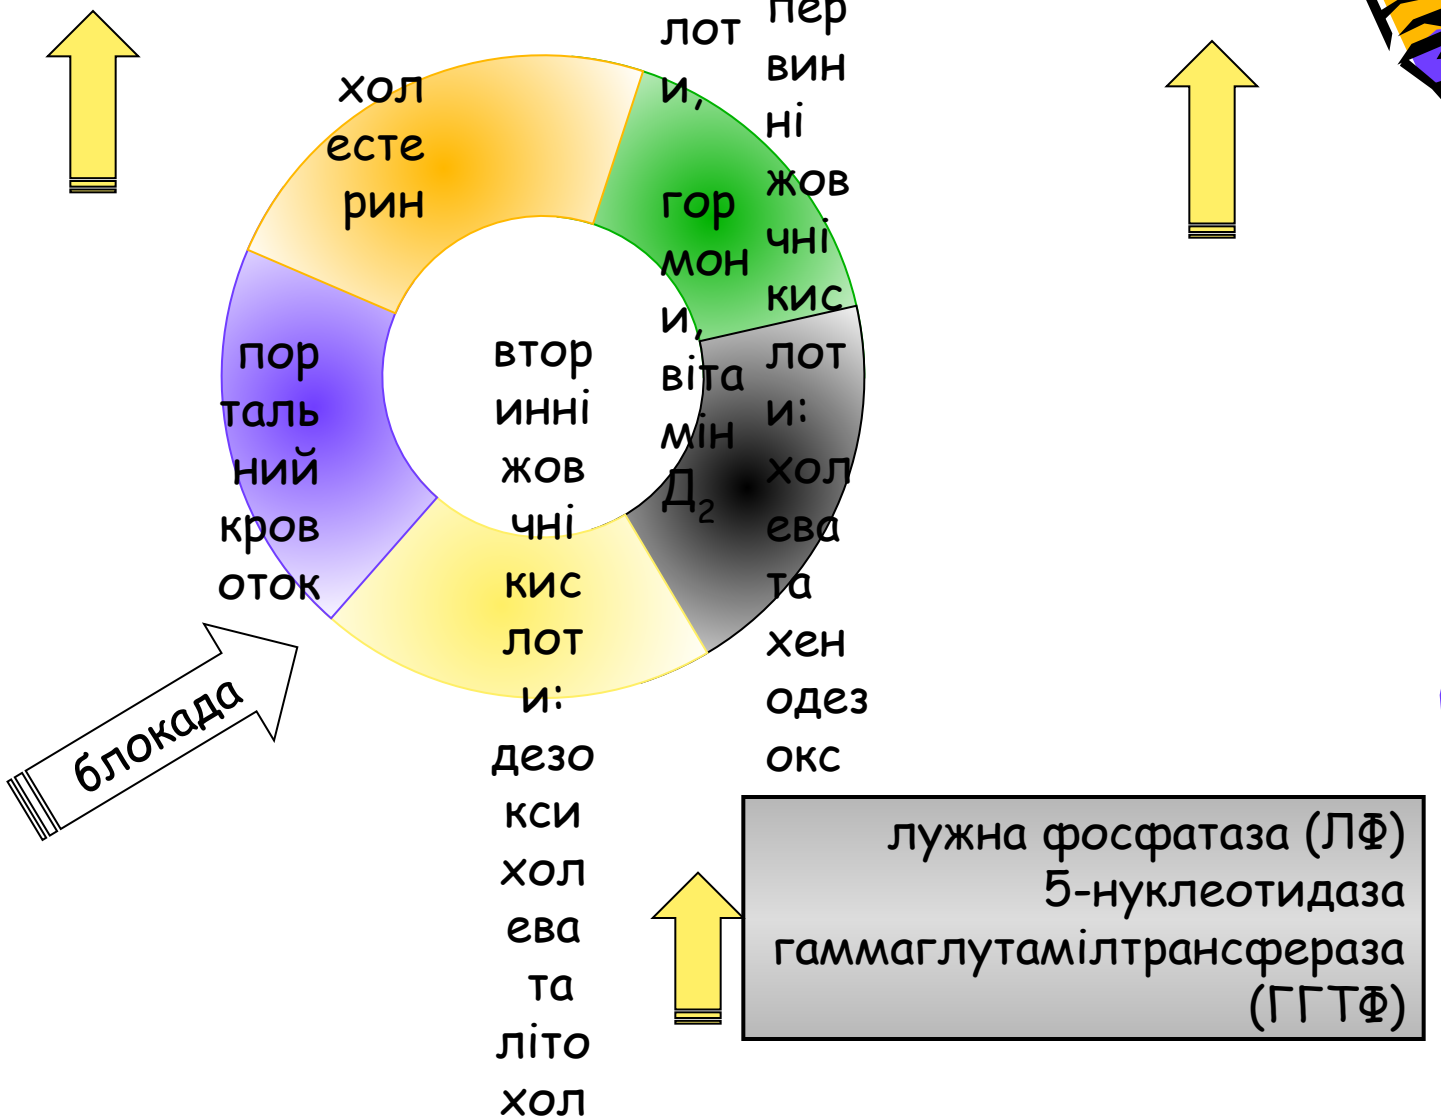 хол
есте
рин
лот
и,
гор
мон
и,
віта
мін
Д₂
пер
вин
ні
жов
чні
кис
лот
и:
хол
ева
та
хен
одез
окс
пор
таль
ний
кров
оток
втор
инні
жов
чні
кис
лот
и:
дезо
кси
хол
ева
та
літо
хол
блокада
лужна фосфатаза (ЛФ)
5-нуклеотидаза
гаммаглутамілтрансфераза
(ГГТФ)